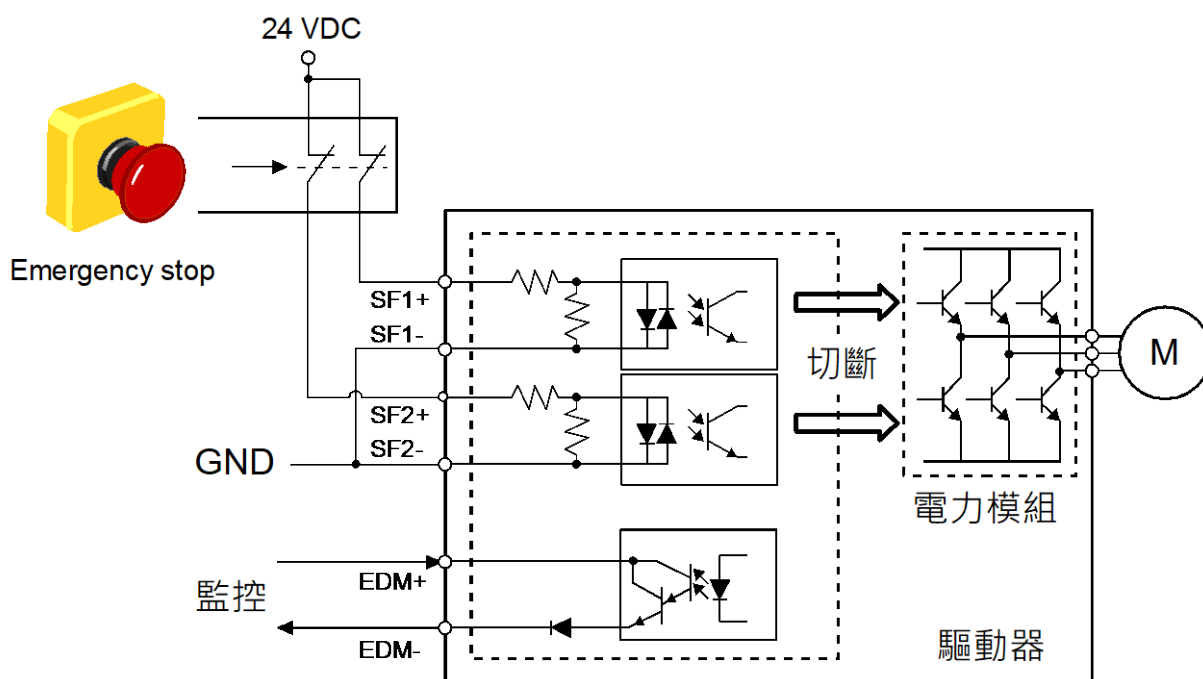 24 VDC
Emergency stop
SF1+
SF1-
切斷
M
SF2+
SF2-
GND
電力模組
EDM+
監控
EDM-
驅動器